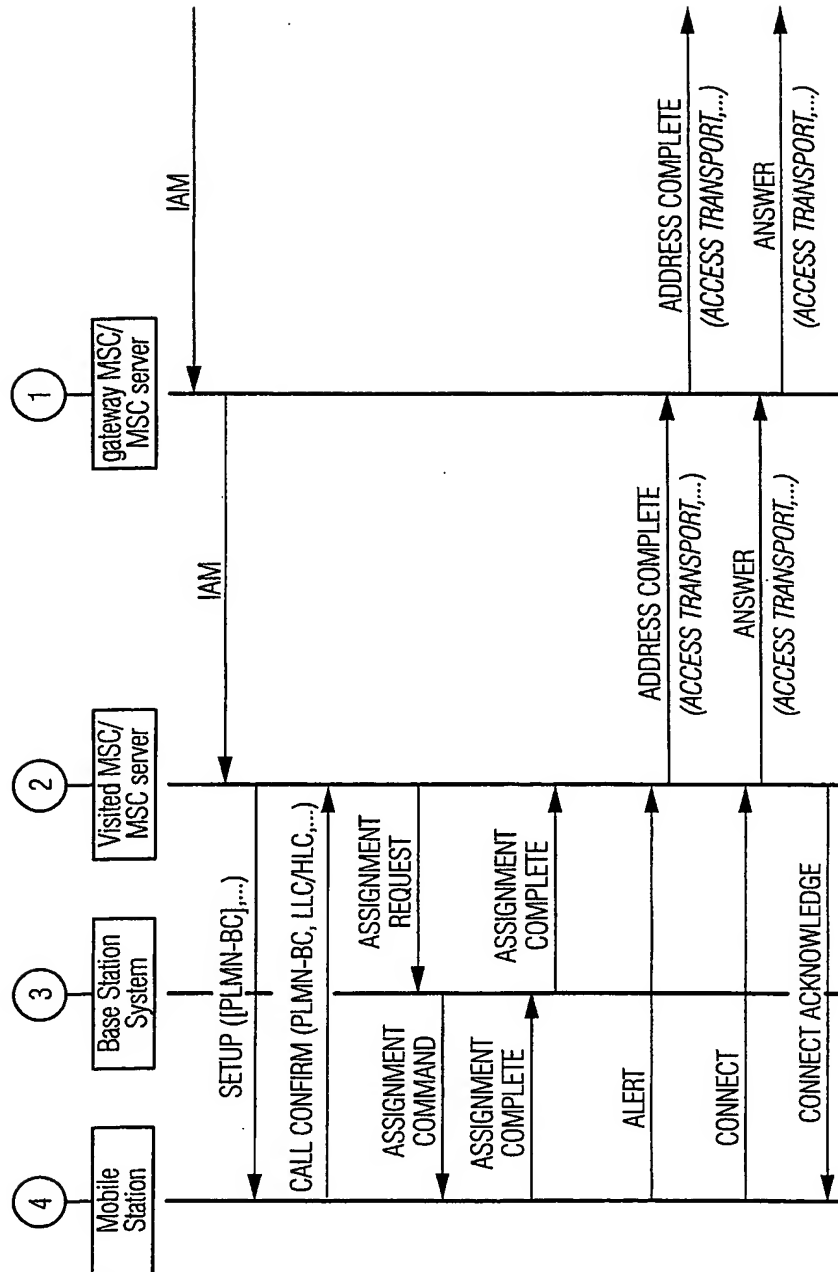 4
Mobile
Station
3
Base Station
System
2
Visited MSC/
MSC server
1
gateway MSC/
MSC server
IAM
IAM
SETUP ([PLMN-BC],...)
CALL CONFIRM (PLMN-BC, LLC/HLC,...)
ASSIGNMENT
REQUEST
ASSIGNMENT
COMMAND
ASSIGNMENT
COMPLETE
ASSIGNMENT
COMPLETE
ALERT
ADDRESS COMPLETE
(ACCESS TRANSPORT,...)
ADDRESS COMPLETE
(ACCESS TRANSPORT,...)
CONNECT
ANSWER
(ACCESS TRANSPORT,...)
ANSWER
(ACCESS TRANSPORT,...)
CONNECT ACKNOWLEDGE